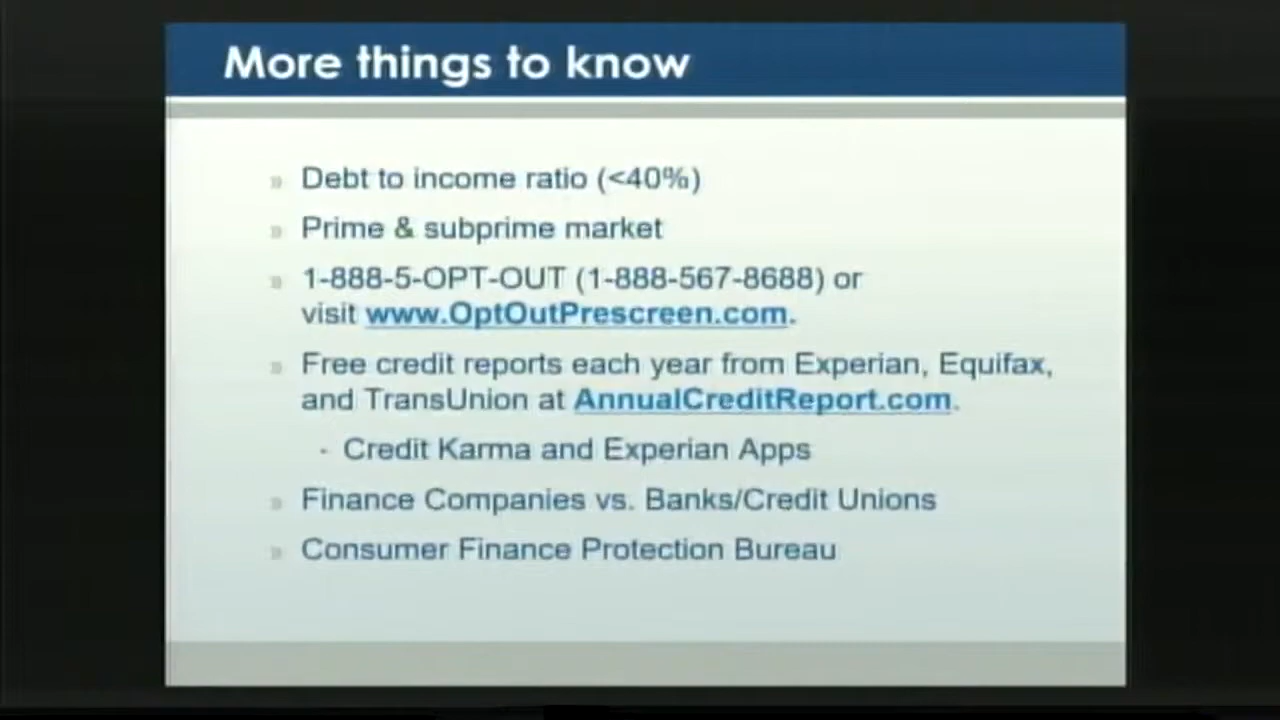 More things to know
» Debt to income ratio (<40%)
» Prime & subprime market
» 1-888-5-OPT-OUT (1-888-567-8688) or
visit www.OptOutPrescreen.com.
» Free credit reports each year from Experian, Equifax,
and TransUnion at AnnualCreditReport.com.
- Credit Karma and Experian Apps
» Finance Companies vs. Banks/Credit Unions
» Consumer Finance Protection Bureau